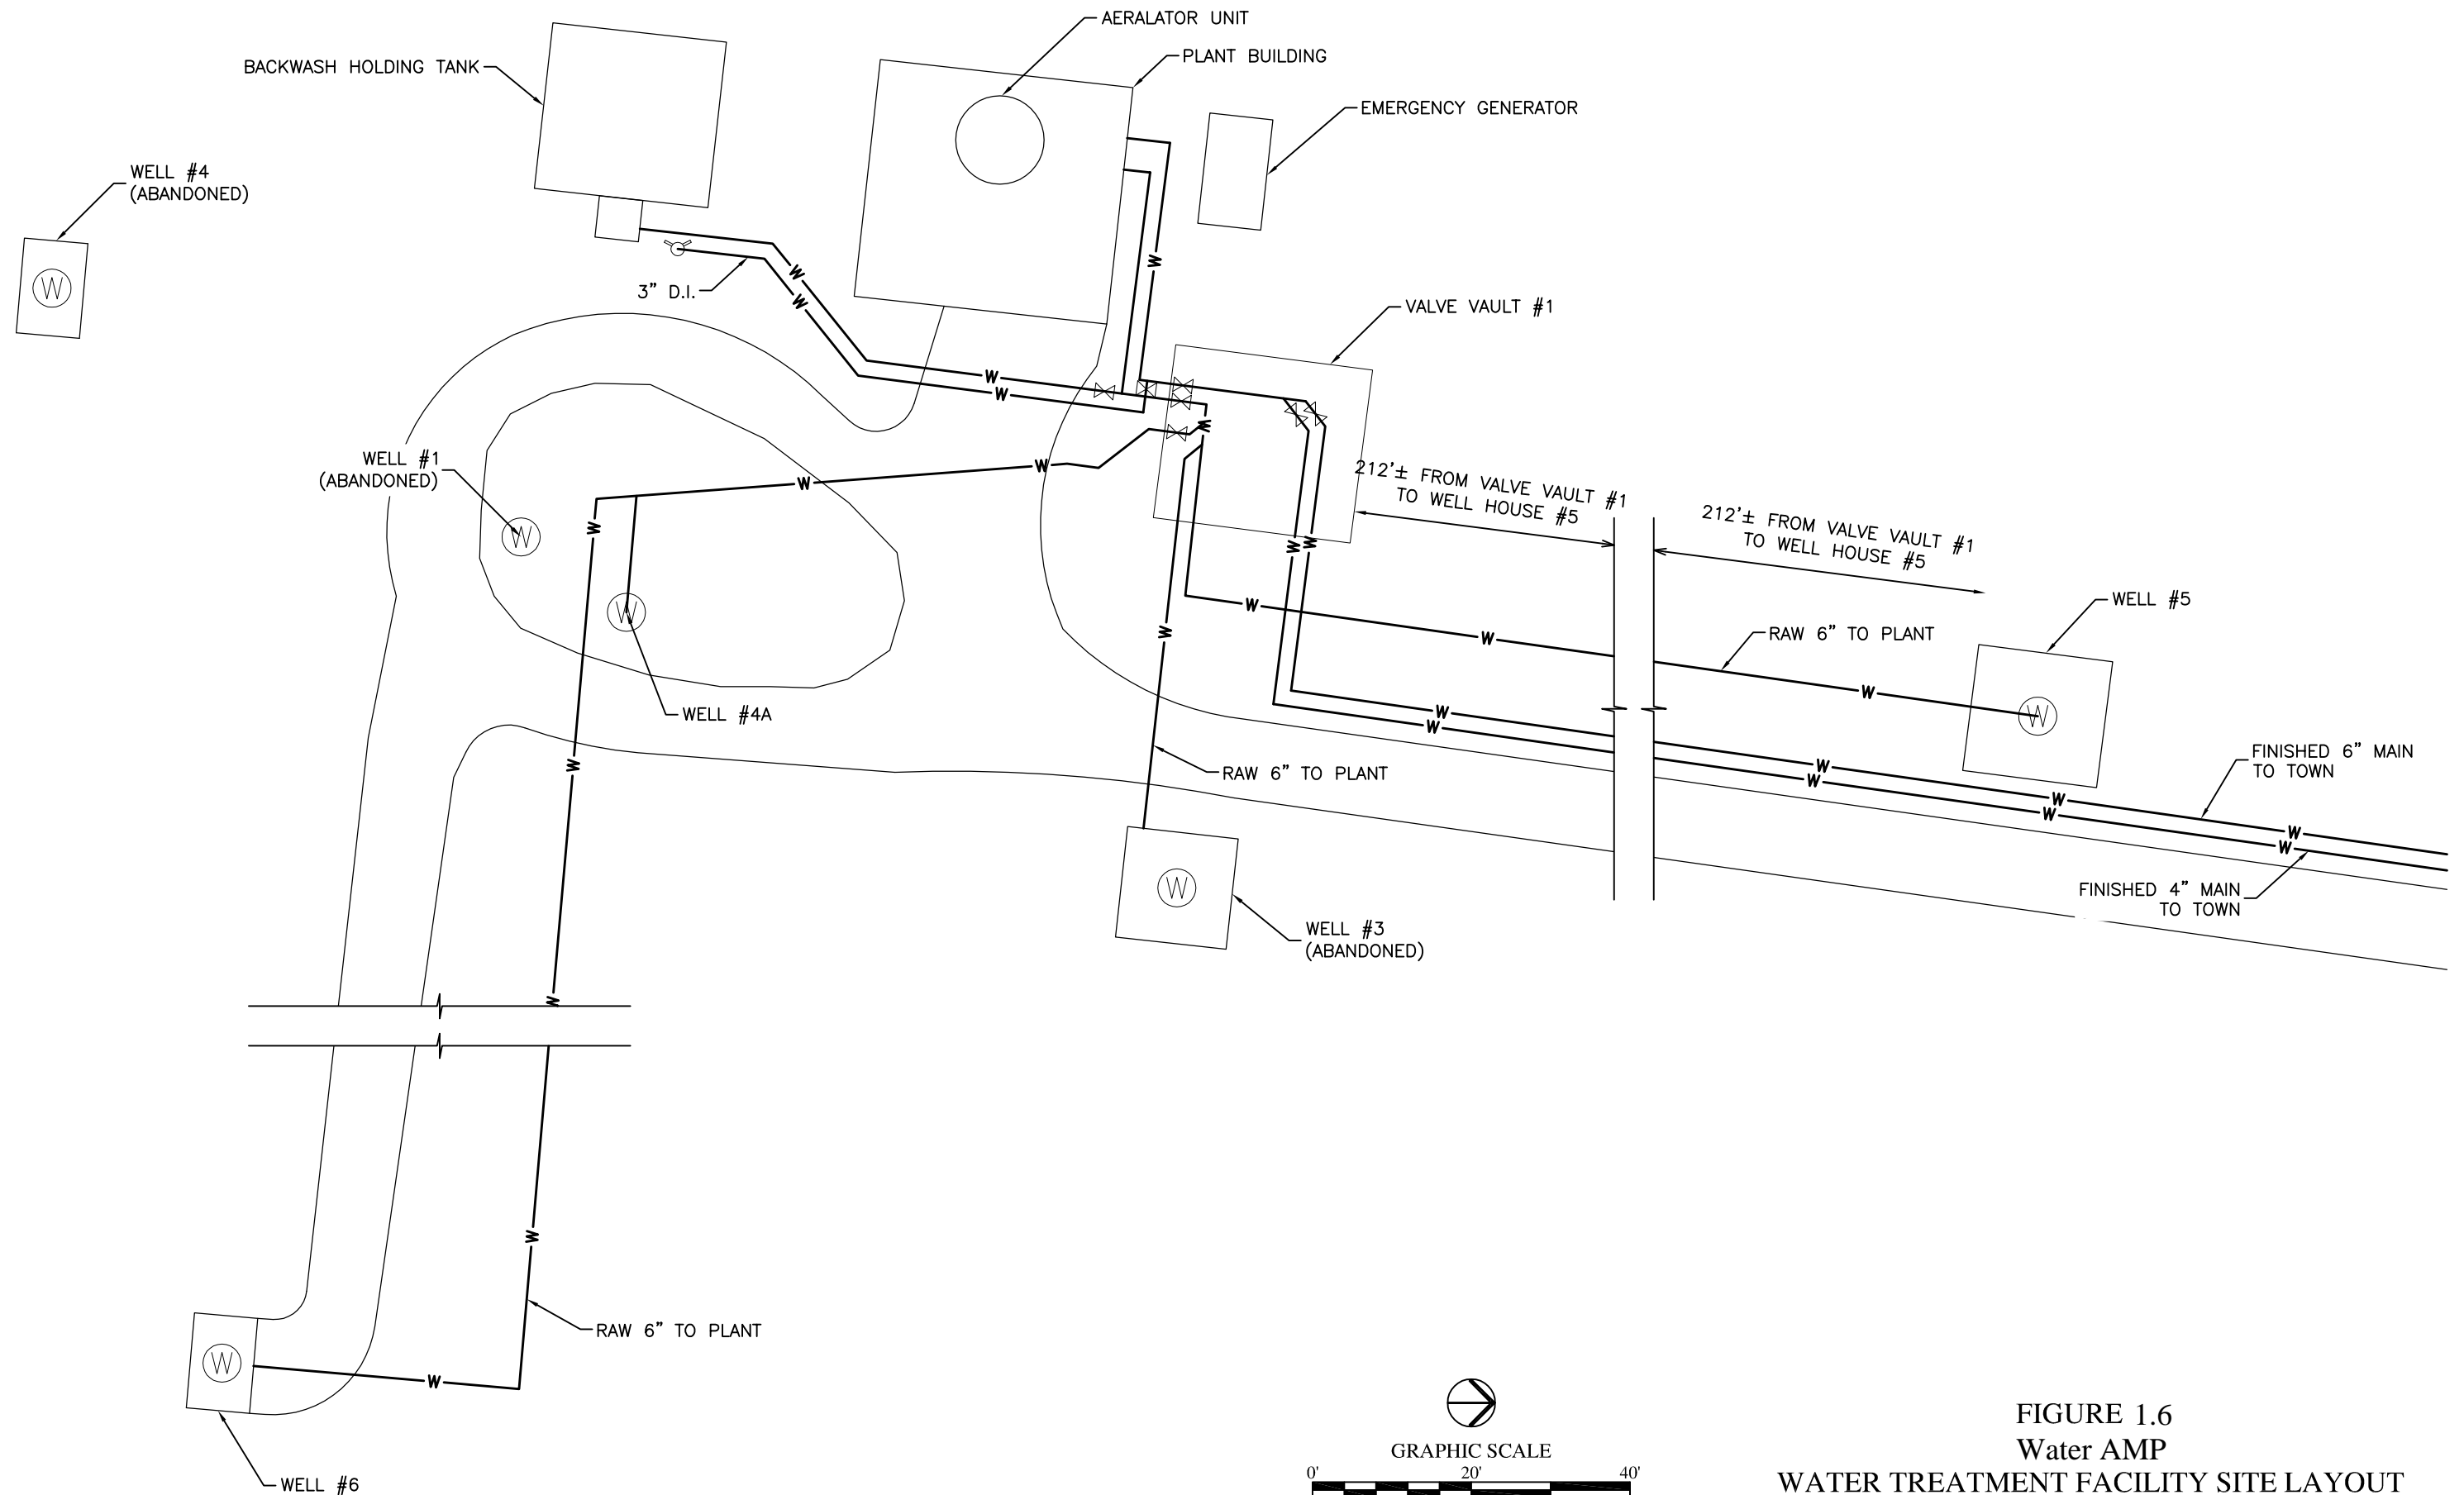 AERALATOR UNIT
PLANT BUILDING
BACKWASH HOLDING TANK
EMERGENCY GENERATOR
WELL #4
(ABANDONED)
W
3” D.I.
W
W
W
VALVE VAULT #1
W
W
W
WELL #1
(ABANDONED)
W
W
W
W
W
212'± FROM VALVE VAULT #1
TO WELL HOUSE #5
212'± FROM VALVE VAULT #1
TO WELL HOUSE #5
W
W
W
W
W
W
WELL #5
RAW 6” TO PLANT
W
W
WELL #4A
W
W
W
RAW 6” TO PLANT
W
W
W
W
FINISHED 6” MAIN
TO TOWN
W
W
FINISHED 4” MAIN
TO TOWN
W
WELL #3
(ABANDONED)
W
W
RAW 6” TO PLANT
W
W
WELL #6
GRAPHIC SCALE
0' 20' 40'
FIGURE 1.6
Water AMP
WATER TREATMENT FACILITY SITE LAYOUT